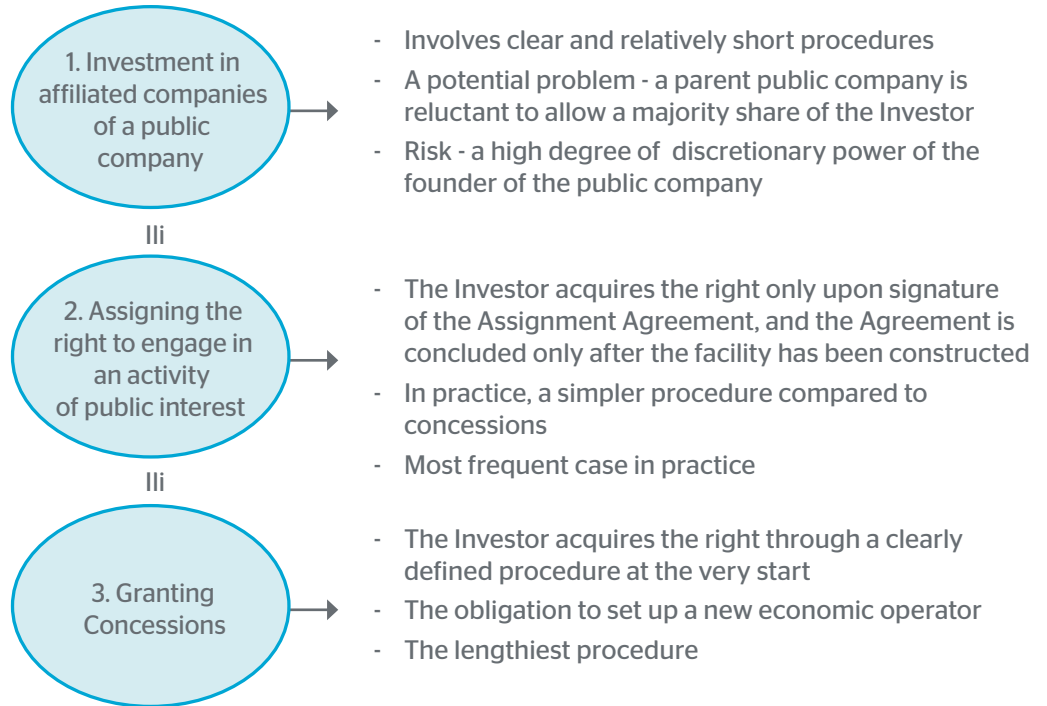 1. Investment in
affiliated companies
of a public
company
- Involves clear and relatively short procedures
- A potential problem - a parent public company is
reluctant to allow a majority share of the Investor
- Risk - a high degree of discretionary power of the
founder of the public company
Ili
2. Assigning the
right to engage in
an activity
of public interest
- The Investor acquires the right only upon signature
of the Assignment Agreement, and the Agreement is
concluded only after the facility has been constructed
- In practice, a simpler procedure compared to
concessions
- Most frequent case in practice
Ili
3. Granting
Concessions
- The Investor acquires the right through a clearly
defined procedure at the very start
- The obligation to set up a new economic operator
- The lengthiest procedure